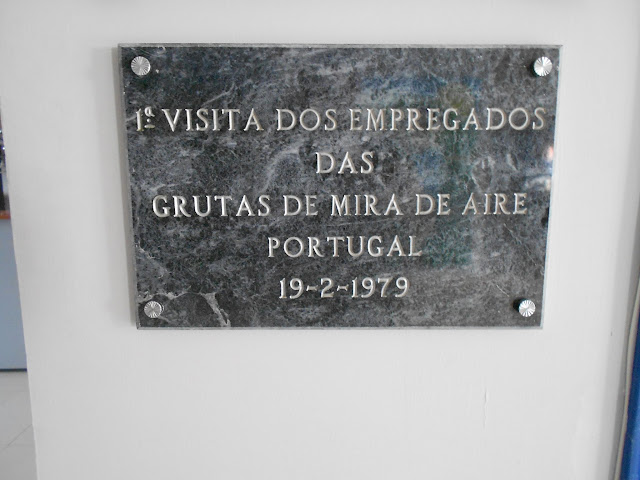 1ª VISITA DOS EMPREGADOS
DAS
GRUTAS DE MIRA DE AIRE
PORTUGAL
19-2-1979